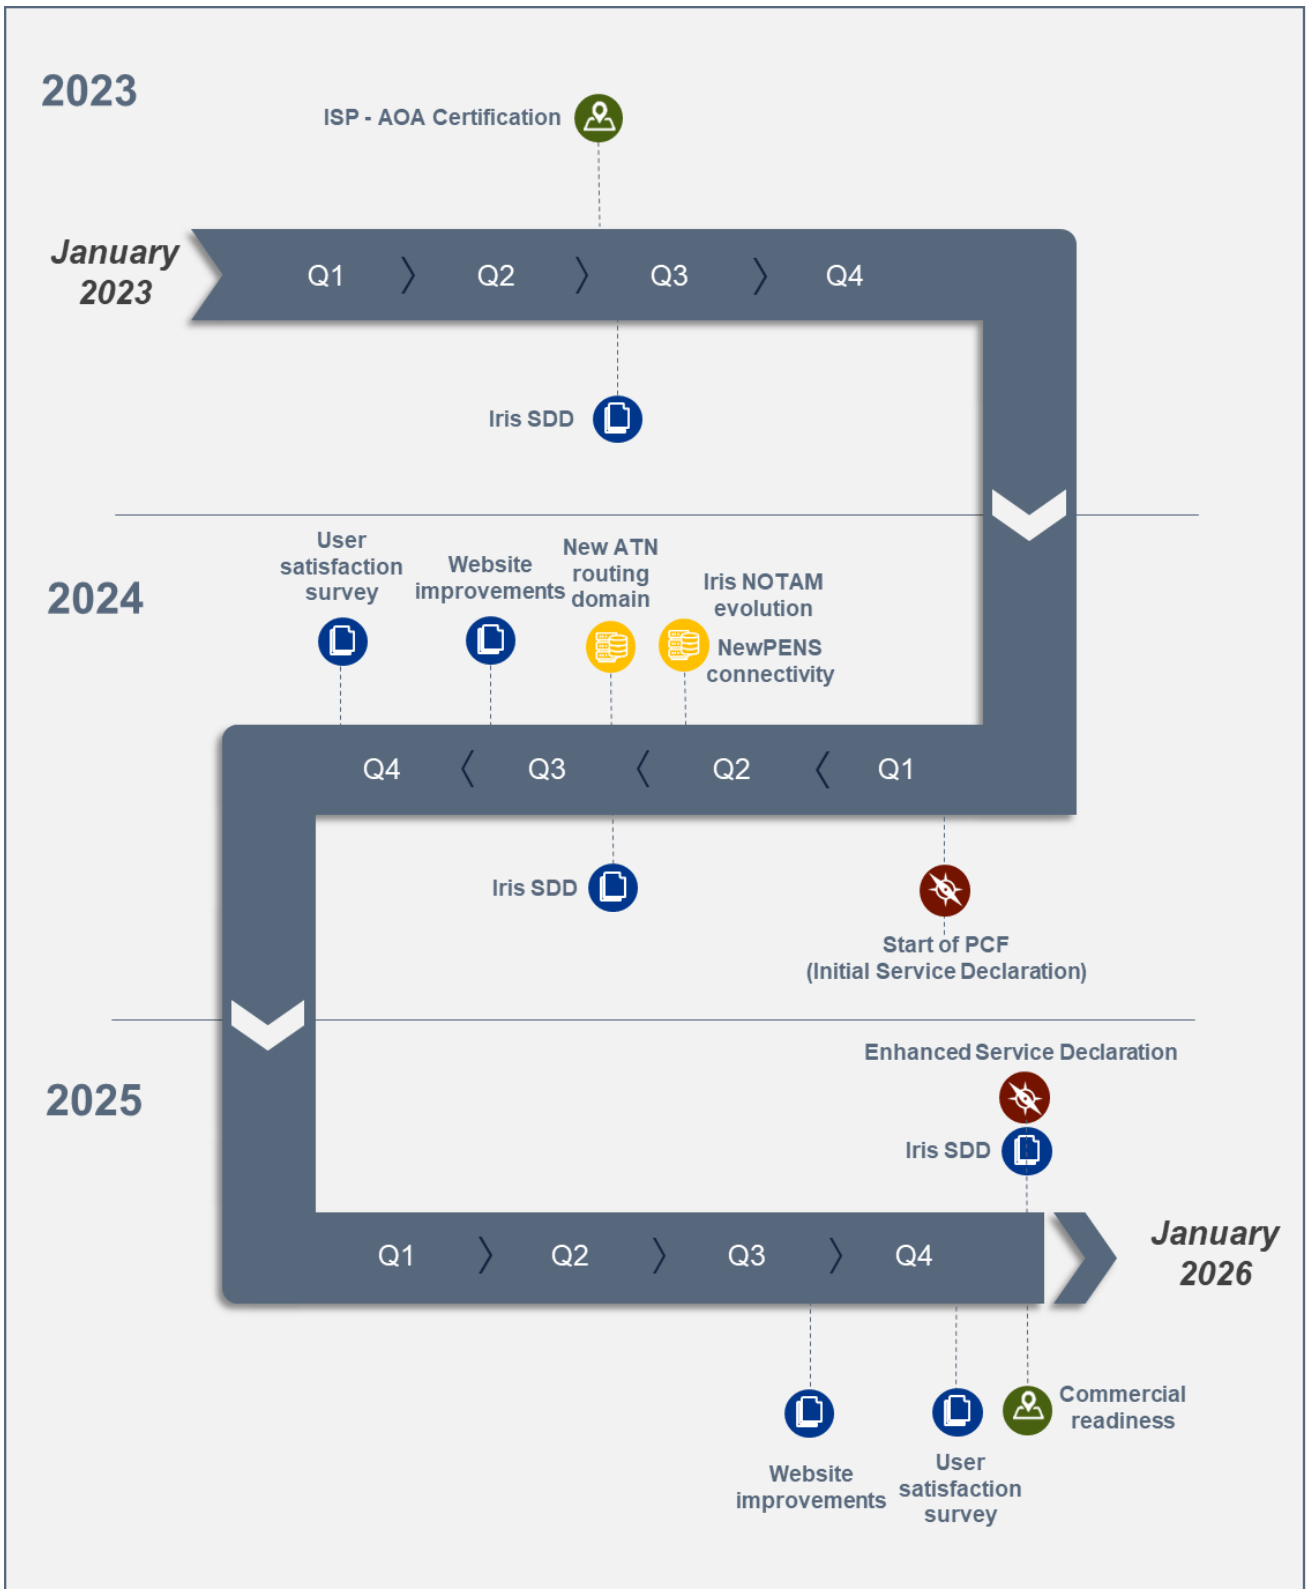 2023
ISP - AOA Certification
January
2023
Q1
Q2
Q3
Q4
Iris SDD
2024
User
satisfaction
survey
Website
improvements
New ATN
routing
domain
Iris NOTAM
evolution
NewPENS
connectivity
Q4
Q3
Q2
Q1
Iris SDD
Start of PCF
(Initial Service Declaration)
2025
Enhanced Service Declaration
Iris SDD
Q1
Q2
Q3
Q4
January
2026
Website
improvements
User
satisfaction
survey
Commercial
readiness